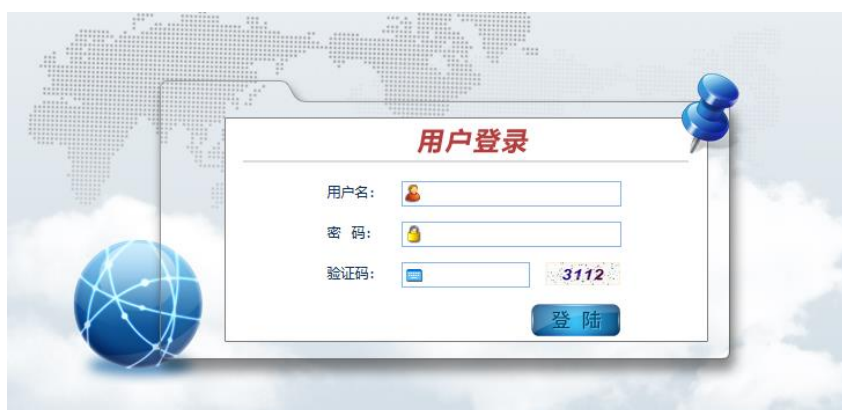 用户登录
用户名：
密 码：
验证码： 3112
登 陆